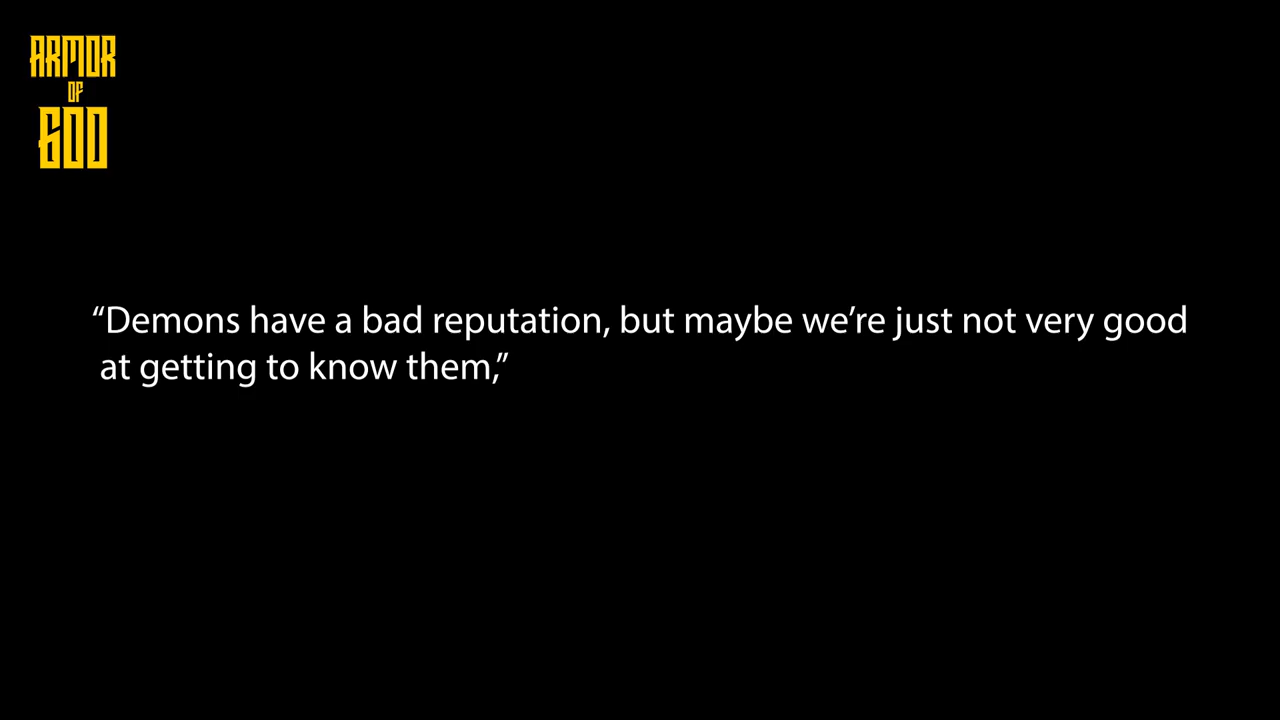 ARMOR
OF
GOD
“Demons have a bad reputation, but maybe we’re just not very good
at getting to know them,”